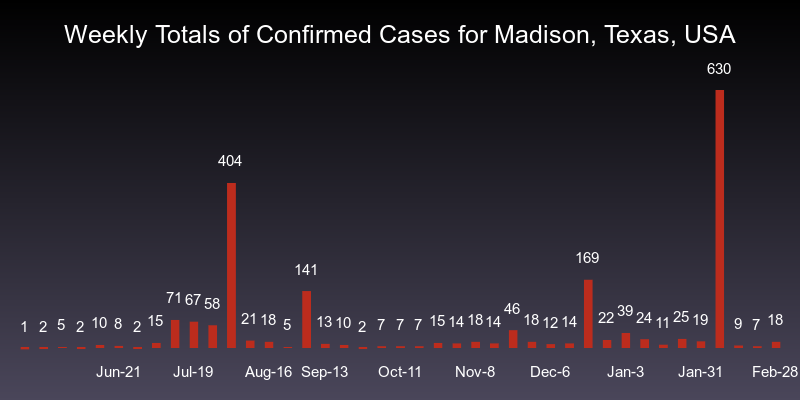 Weekly Totals of Confirmed Cases for Madison, Texas, USA
630
404
169
141
1 2 5 2 10 8 2 15 71 67 58 21 18 5 13 10 2 7 7 7 15 14 18 14 46 18 12 14 22 39 24 11 25 19 9 7 18
Jun-21 Jul-19 Aug-16 Sep-13 Oct-11 Nov-8 Dec-6 Jan-3 Jan-31 Feb-28